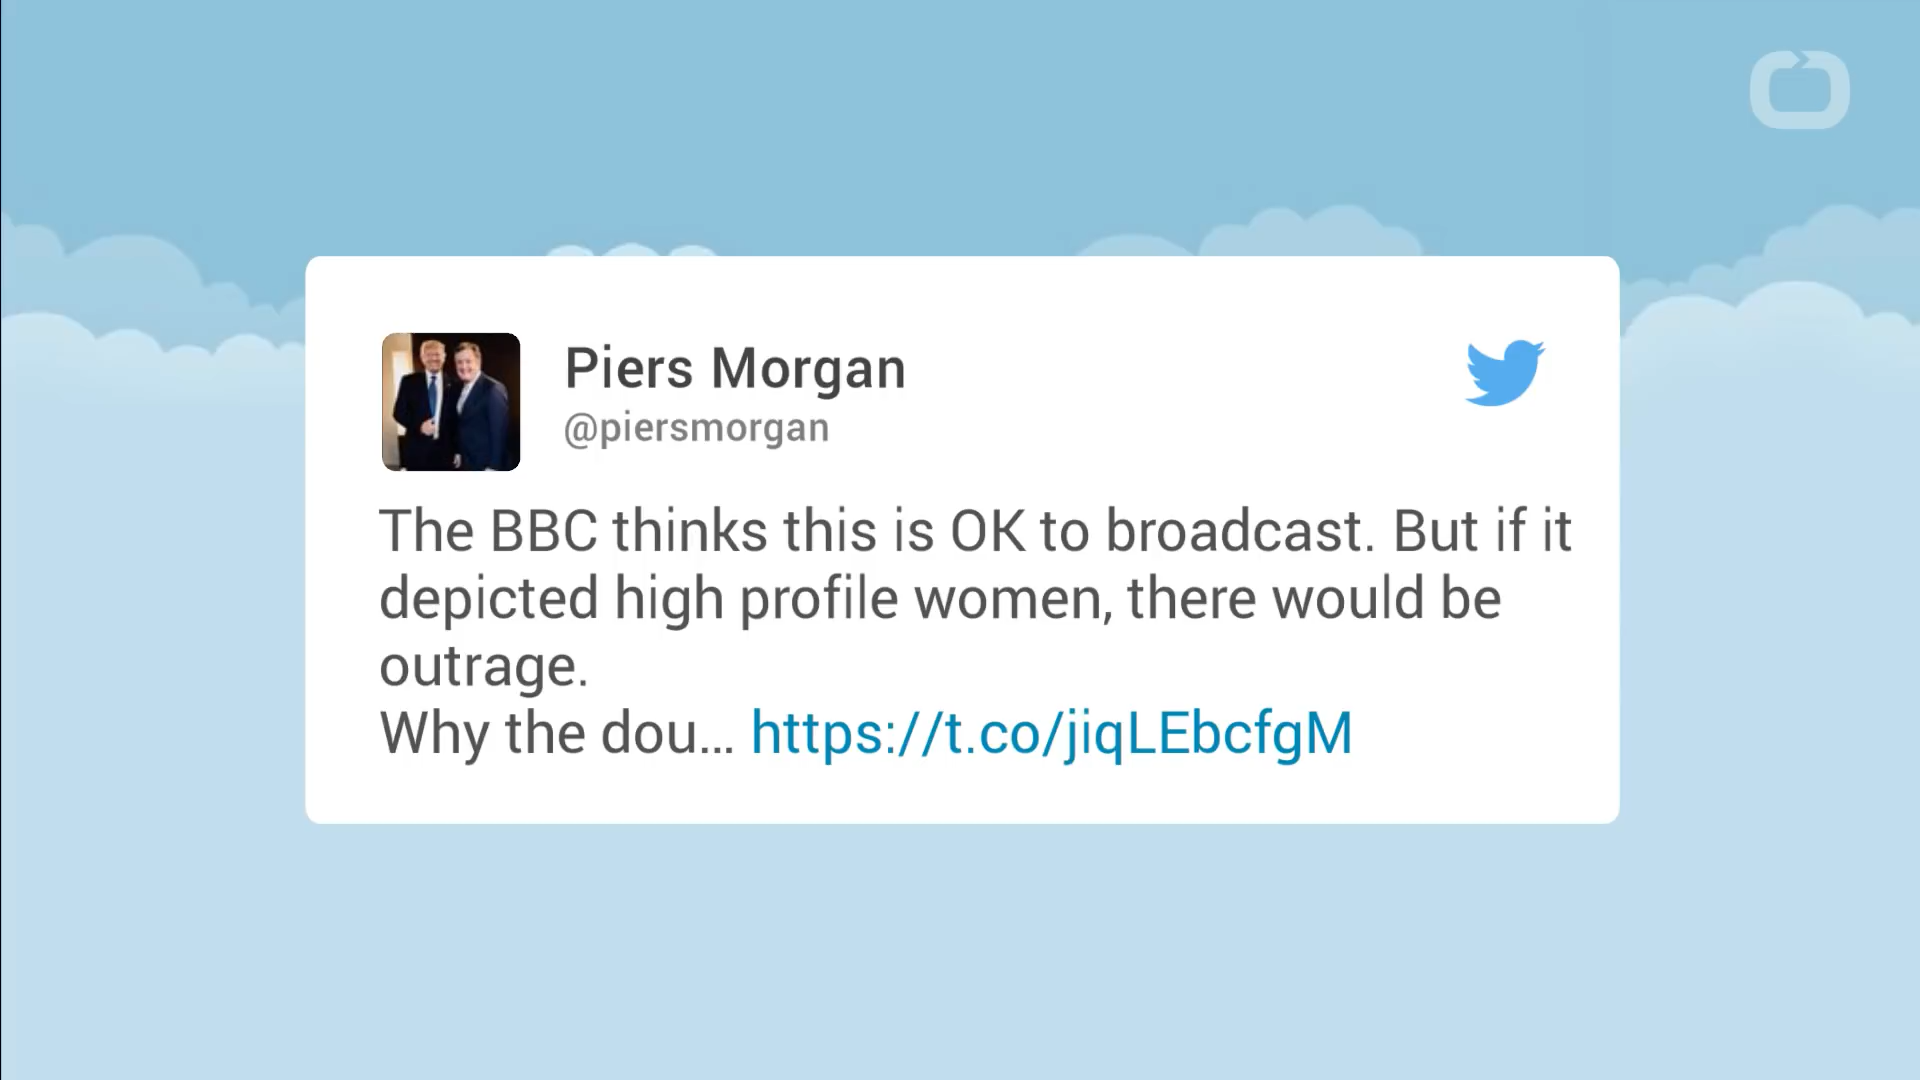 Piers Morgan
@piersmorgan
The BBC thinks this is OK to broadcast. But if it
depicted high profile women, there would be
outrage.
Why the dou... https://t.co/jiqLEbcfgM